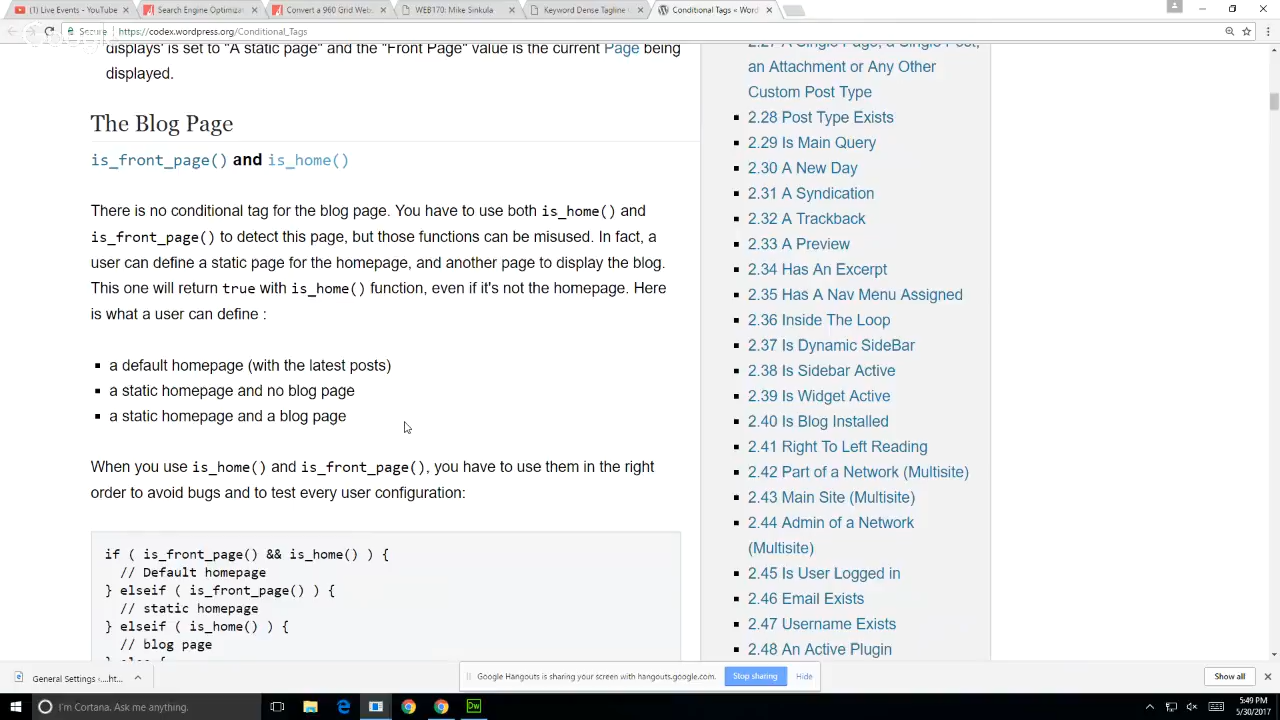 Live Events - YouTube
Search Engine Optimizati
Convert a 960 Grid Webs
WEB170: Mike Sinkula
Keyword Dense Tagline
Conditional Tags « Word
Secure
https://codex.wordpress.org/Conditional_Tags
displays' is set to "A static page" and the "Front Page" value is the current Page being
displayed.
The Blog Page
is_front_page() and is_home()
There is no conditional tag for the blog page. You have to use both is_home() and
is_front_page() to detect this page, but those functions can be misused. In fact, a
user can define a static page for the homepage, and another page to display the blog.
This one will return true with is_home() function, even if it's not the homepage. Here
is what a user can define :
a default homepage (with the latest posts)
a static homepage and no blog page
a static homepage and a blog page
When you use is_home() and is_front_page(), you have to use them in the right
order to avoid bugs and to test every user configuration:
if ( is_front_page() && is_home() ) {
// Default homepage
} elseif ( is_front_page() ) {
// static homepage
} elseif ( is_home() ) {
// blog page
} else {
2.27 A Single Page, a Single Post,
an Attachment or Any Other
Custom Post Type
2.28 Post Type Exists
2.29 Is Main Query
2.30 A New Day
2.31 A Syndication
2.32 A Trackback
2.33 A Preview
2.34 Has An Excerpt
2.35 Has A Nav Menu Assigned
2.36 Inside The Loop
2.37 Is Dynamic SideBar
2.38 Is Sidebar Active
2.39 Is Widget Active
2.40 Is Blog Installed
2.41 Right To Left Reading
2.42 Part of a Network (Multisite)
2.43 Main Site (Multisite)
2.44 Admin of a Network
(Multisite)
2.45 Is User Logged in
2.46 Email Exists
2.47 Username Exists
2.48 An Active Plugin
General Settings ‹....ht...
Google Hangouts is sharing your screen with hangouts.google.com.
Stop sharing
Hide
Show all
I'm Cortana. Ask me anything.
Dw
5:49 PM
5/30/2017